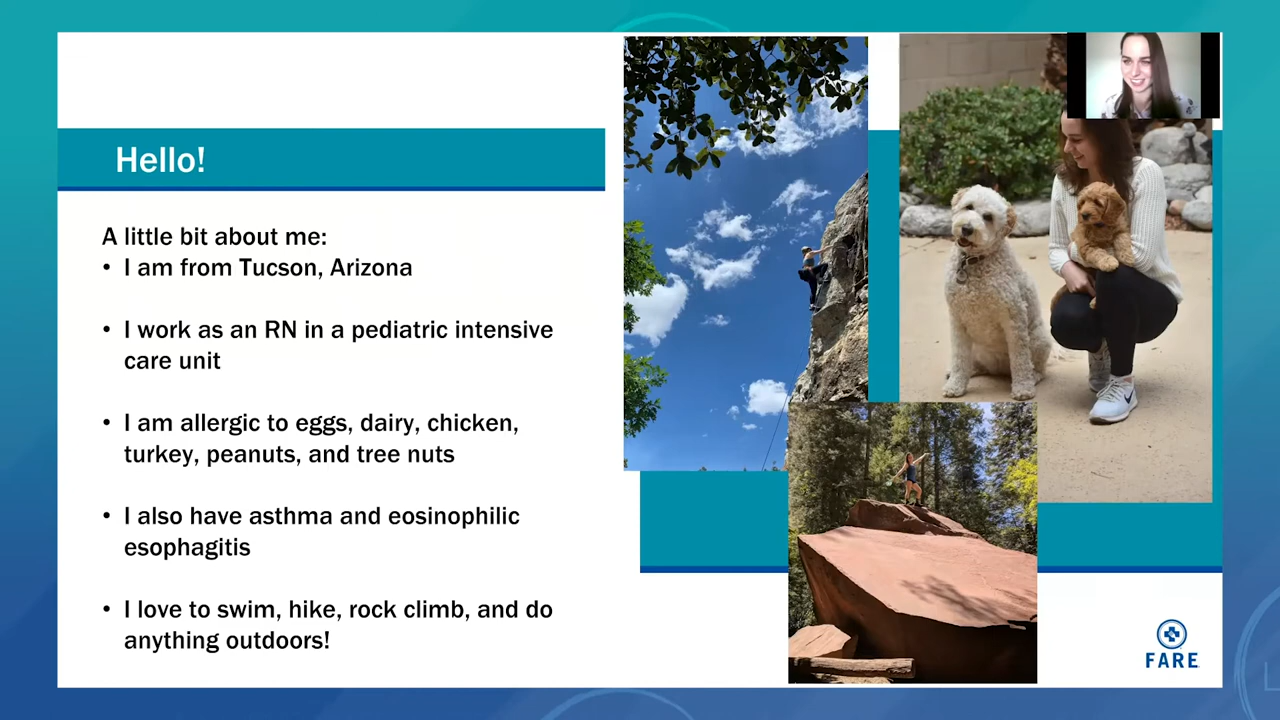 Hello!
A little bit about me:
• I am from Tucson, Arizona
• I work as an RN in a pediatric intensive
care unit
• I am allergic to eggs, dairy, chicken,
turkey, peanuts, and tree nuts
• I also have asthma and eosinophilic
esophagitis
• I love to swim, hike, rock climb, and do
anything outdoors!
FARE